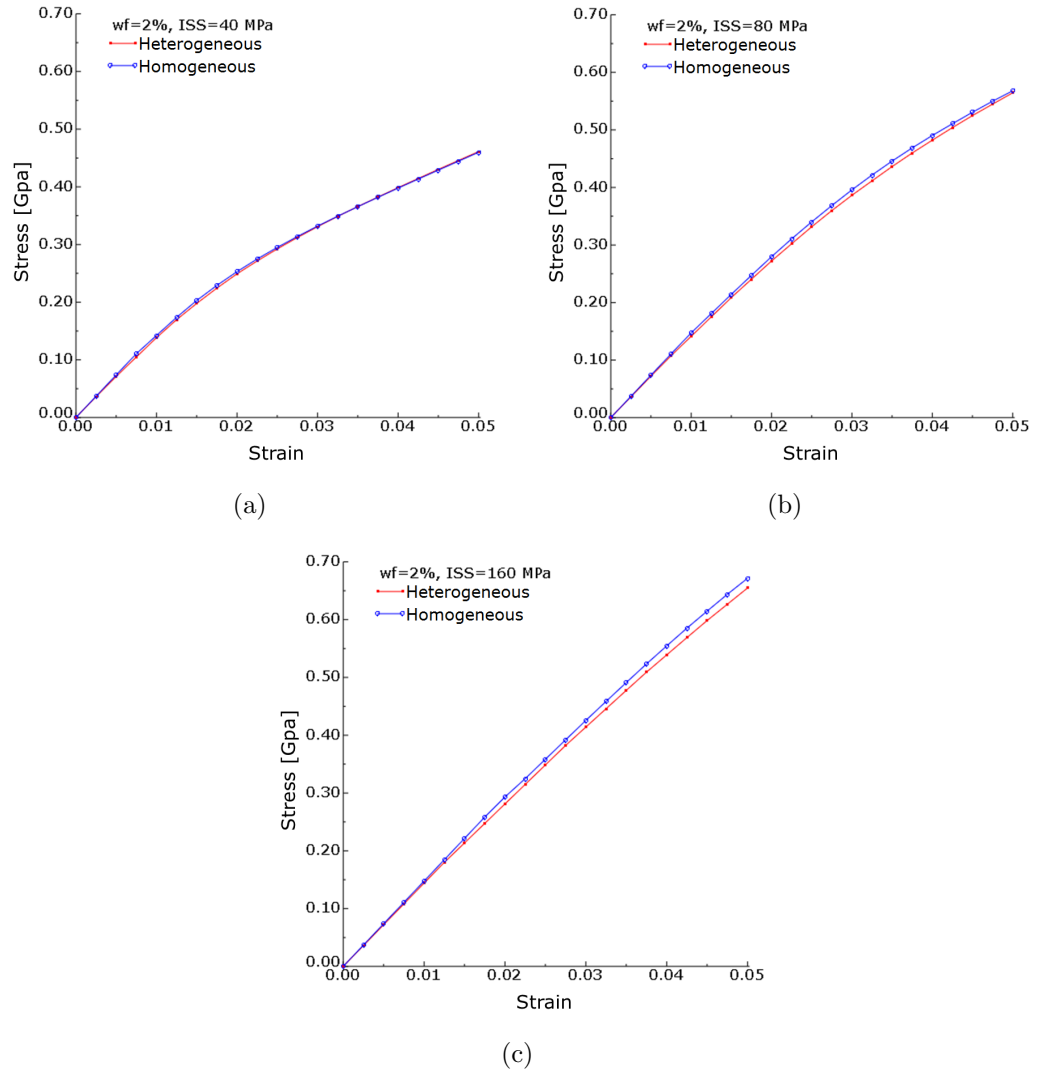 wf=2%, ISS=40 MPa
Heterogeneous
Homogeneous
0.70
0.60
0.50
0.40
0.30
0.20
0.10
0.00
Stress [Gpa]
0.00 0.01 0.02 0.03 0.04 0.05
Strain
(a)
wf=2%, ISS=80 MPa
Heterogeneous
Homogeneous
0.70
0.60
0.50
0.40
0.30
0.20
0.10
0.00
Stress [Gpa]
0.00 0.01 0.02 0.03 0.04 0.05
Strain
(b)
wf=2%, ISS=160 MPa
Heterogeneous
Homogeneous
0.70
0.60
0.50
0.40
0.30
0.20
0.10
0.00
Stress [Gpa]
0.00 0.01 0.02 0.03 0.04 0.05
Strain
(c)